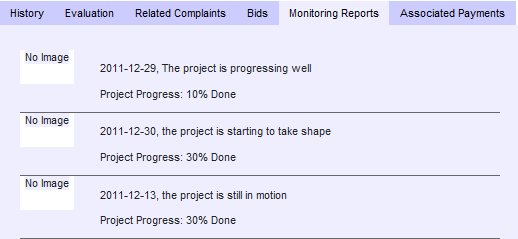 History Evaluation Related Complaints Bids Monitoring Reports Associated Payments
No Image
2011-12-29, The project is progressing well
Project Progress: 10% Done
No Image
2011-12-30, the project is starting to take shape
Project Progress: 30% Done
No Image
2011-12-13, the project is still in motion
Project Progress: 30% Done